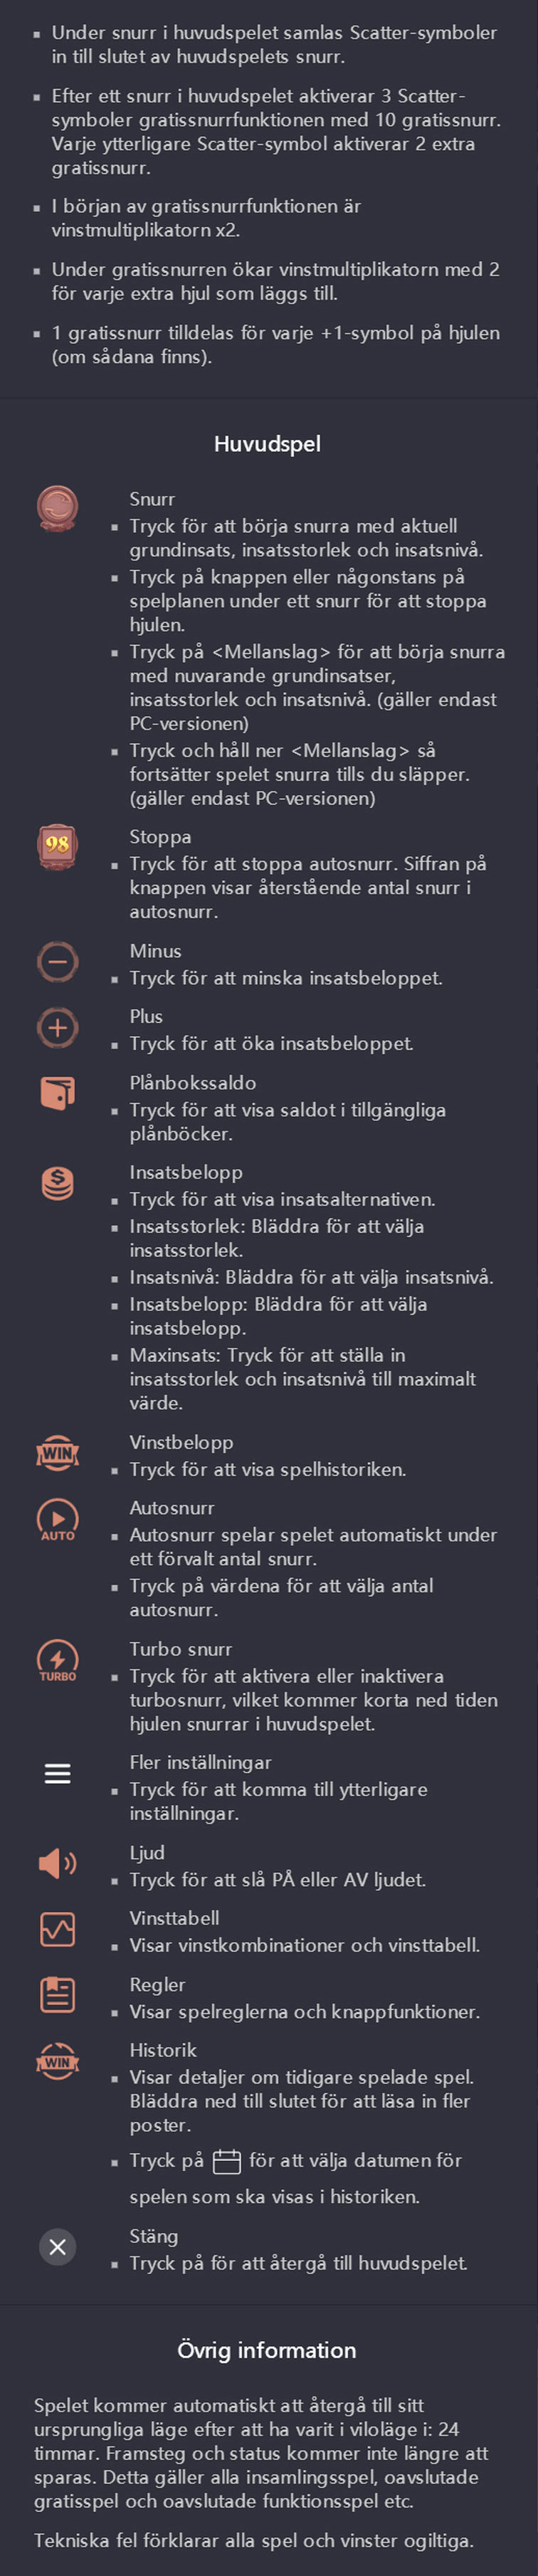 ▪ Under snurr i huvudspelet samlas Scatter-symboler
in till slutet av huvudspelets snurr.
▪ Efter ett snurr i huvudspelet aktiverar 3 Scatter-
symboler gratissnurrfunktionen med 10 gratissnurr.
Varje ytterligare Scatter-symbol aktiverar 2 extra
gratissnurr.
▪ I början av gratissnurrfunktionen är
vinstmultiplikatorn x2.
▪ Under gratissnurren ökar vinstmultiplikatorn med 2
för varje extra hjul som läggs till.
▪ 1 gratissnurr tilldelas för varje +1-symbol på hjulen
(om sådana finns).
Huvudspel
Snurr
▪ Tryck för att börja snurra med aktuell
grundinsats, insatsstorlek och insatsnivå.
▪ Tryck på knappen eller någonstans på
spelplanen under ett snurr för att stoppa
hjulen.
▪ Tryck på <Mellanslag> för att börja snurra
med nuvarande grundinsatser,
insatsstorlek och insatsnivå. (gäller endast
PC-versionen)
▪ Tryck och håll ner <Mellanslag> så
fortsätter spelet snurra tills du släpper.
(gäller endast PC-versionen)
98
Stoppa
▪ Tryck för att stoppa autosnurr. Siffran på
knappen visar återstående antal snurr i
autosnurr.
Minus
▪ Tryck för att minska insatsbeloppet.
Plus
▪ Tryck för att öka insatsbeloppet.
Plånbokssaldo
▪ Tryck för att visa saldot i tillgängliga
plånböcker.
$
Insatsbelopp
▪ Tryck för att visa insatsalternativen.
▪ Insatsstorlek: Bläddra för att välja
insatsstorlek.
▪ Insatsnivå: Bläddra för att välja insatsnivå.
▪ Insatsbelopp: Bläddra för att välja
insatsbelopp.
▪ Maxinsats: Tryck för att ställa in
insatsstorlek och insatsnivå till maximalt
värde.
WIN
Vinstbelopp
▪ Tryck för att visa spelhistoriken.
AUTO
Autosnurr
▪ Autosnurr spelar spelet automatiskt under
ett förvalt antal snurr.
▪ Tryck på värdena för att välja antal
autosnurr.
TURBO
Turbo snurr
▪ Tryck för att aktivera eller inaktivera
turbosnurr, vilket kommer korta ned tiden
hjulen snurrar i huvudspelet.
Fler inställningar
▪ Tryck för att komma till ytterligare
inställningar.
Ljud
▪ Tryck för att slå PÅ eller AV ljudet.
Vinsttabell
▪ Visar vinstkombinationer och vinsttabell.
Regler
▪ Visar spelreglerna och knappfunktioner.
WIN
Historik
▪ Visar detaljer om tidigare spelade spel.
Bläddra ned till slutet för att läsa in fler
poster.
▪ Tryck på för att välja datumen för
spelen som ska visas i historiken.
Stäng
▪ Tryck på för att återgå till huvudspelet.
Övrig information
Spelet kommer automatiskt att återgå till sitt
ursprungliga läge efter att ha varit i viloläge i: 24
timmar. Framsteg och status kommer inte längre att
sparas. Detta gäller alla insamlingsspel, oavslutade
gratisspel och oavslutade funktionsspel etc.
Tekniska fel förklarar alla spel och vinster ogiltiga.